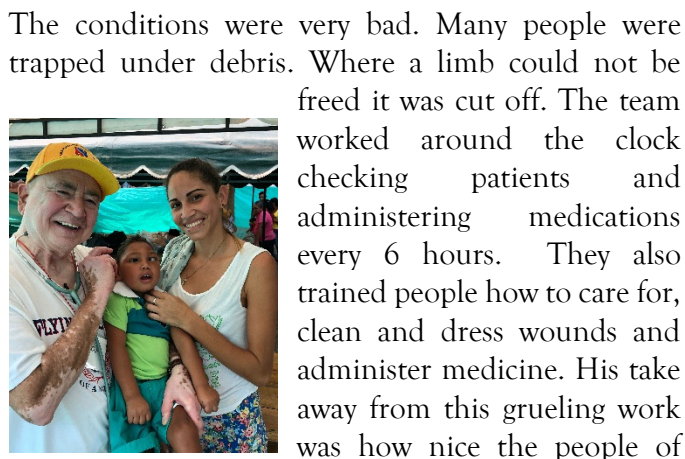 The conditions were very bad. Many people were
trapped under debris. Where a limb could not be
freed it was cut off. The team
worked around the clock
checking patients and
administering medications
every 6 hours. They also
trained people how to care for,
clean and dress wounds and
administer medicine. His take
away from this grueling work
was how nice the people of